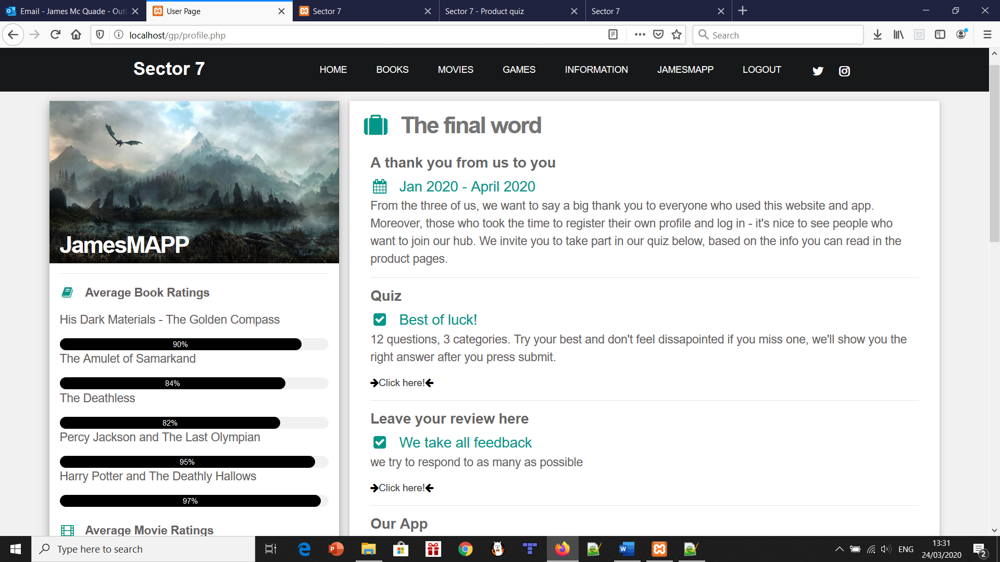 Email - James Mc Quade - Outl
User Page
Sector 7
Sector 7 - Product quiz
Sector 7
localhost/gp/profile.php
Search
Sector 7
HOME
BOOKS
MOVIES
GAMES
INFORMATION
JAMESMAPP
LOGOUT
JamesMAPP
Average Book Ratings
His Dark Materials - The Golden Compass
90%
The Amulet of Samarkand
84%
The Deathless
82%
Percy Jackson and The Last Olympian
95%
Harry Potter and The Deathly Hallows
97%
Average Movie Ratings
The final word
A thank you from us to you
Jan 2020 - April 2020
From the three of us, we want to say a big thank you to everyone who used this website and app.
Moreover, those who took the time to register their own profile and log in - it's nice to see people who
want to join our hub. We invite you to take part in our quiz below, based on the info you can read in the
product pages.
Quiz
Best of luck!
12 questions, 3 categories. Try your best and don't feel dissapointed if you miss one, we'll show you the
right answer after you press submit.
Click here!
Leave your review here
We take all feedback
we try to respond to as many as possible
Click here!
Our App
Type here to search
ENG
13:31
24/03/2020
2